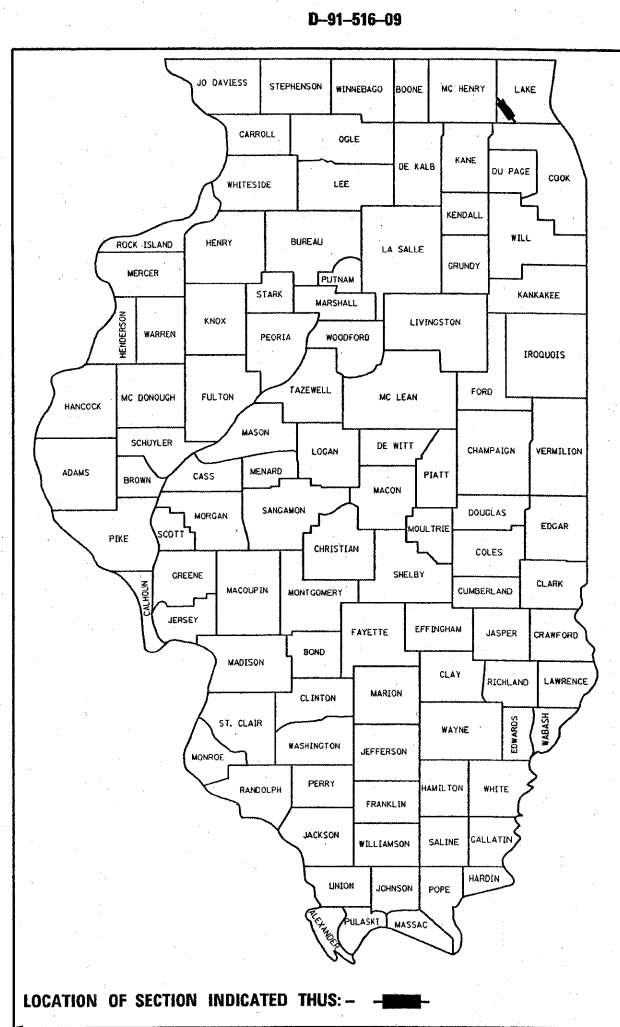 D-91-516-09
JO DAVIESS
STEPHENSON
WINNEBAGO
BOONE
MC HENRY
LAKE
CARROLL
OGLE
DE KALB
KANE
DU PAGE
COOK
WHITESIDE
LEE
KENDALL
WILL
ROCK ISLAND
HENRY
BUREAU
LA SALLE
GRUNDY
MERCER
PUTNAM
KANKAKEE
STARK
MARSHALL
HENDERSON
WARREN
KNOX
PEORIA
WOODFORD
LIVINGSTON
IROQUOIS
HANCOCK
MC DONOUGH
FULTON
TAZEWELL
MC LEAN
FORD
SCHUYLER
MASON
LOGAN
DE WITT
CHAMPAIGN
VERMILION
ADAMS
BROWN
CASS
MENARD
MACON
PIATT
PIKE
SCOTT
MORGAN
SANGAMON
CHRISTIAN
MOULTRIE
DOUGLAS
EDGAR
COLES
CALHOUN
GREENE
MACOUPIN
MONTGOMERY
SHELBY
CUMBERLAND
CLARK
JERSEY
FAYETTE
EFFINGHAM
JASPER
CRAWFORD
MADISON
BOND
CLAY
RICHLAND
LAWRENCE
CLINTON
MARION
ST. CLAIR
WAYNE
EDWARDS
WABASH
MONROE
WASHINGTON
JEFFERSON
RANDOLPH
PERRY
HAMILTON
WHITE
FRANKLIN
JACKSON
WILLIAMSON
SALINE
GALLATIN
UNION
JOHNSON
POPE
HARDIN
ALEXANDER
PULASKI
MASSAC
LOCATION OF SECTION INDICATED THUS: -